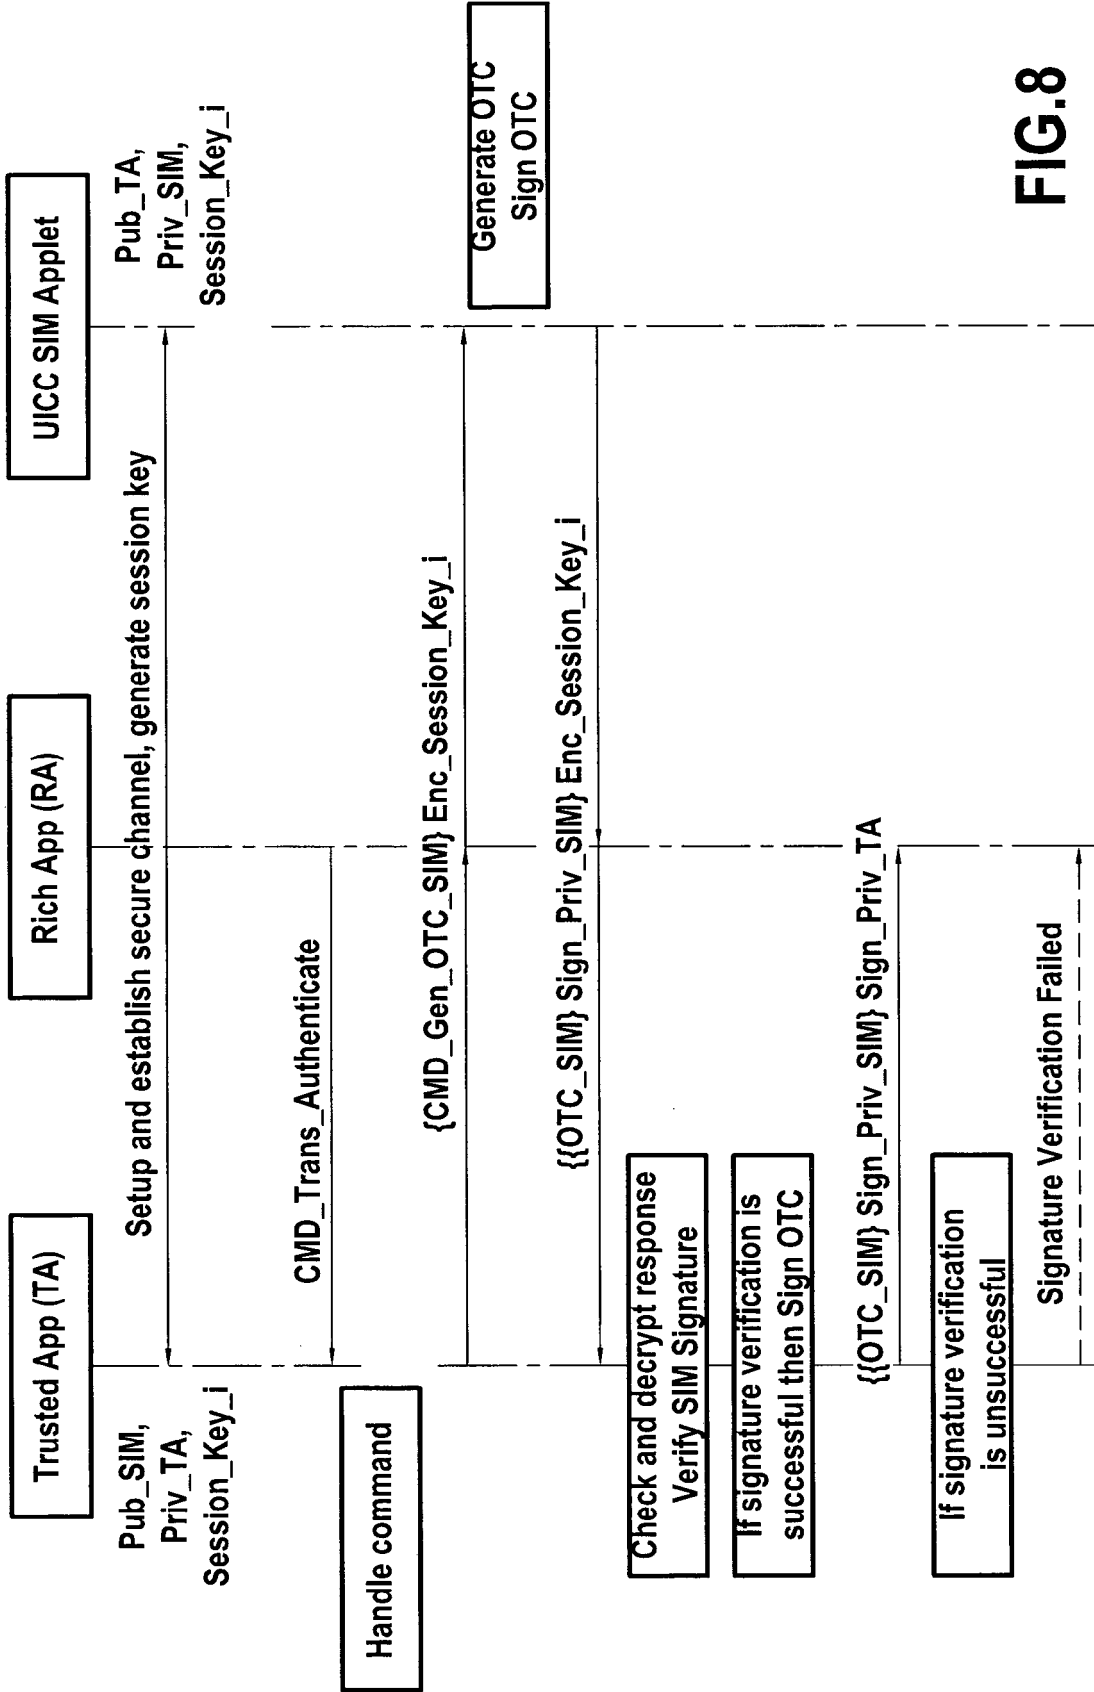 Trusted App (TA)
Rich App (RA)
UICC SIM Applet
Pub_SIM,
Priv_TA,
Session_Key_i
Setup and establish secure channel, generate session key
Pub_TA,
Priv_SIM,
Session_Key_i
CMD_Trans_Authenticate
Handle command
{CMD_Gen_OTC_SIM} Enc_Session_Key_i
Generate OTC
Sign OTC
{{OTC_SIM} Sign_Priv_SIM} Enc_Session_Key_i
Check and decrypt response
Verify SIM Signature
If signature verification is
successful then Sign OTC
{{OTC_SIM} Sign_Priv_SIM} Sign_Priv_TA
If signature verification
is unsuccessful
Signature Verification Failed
FIG.8